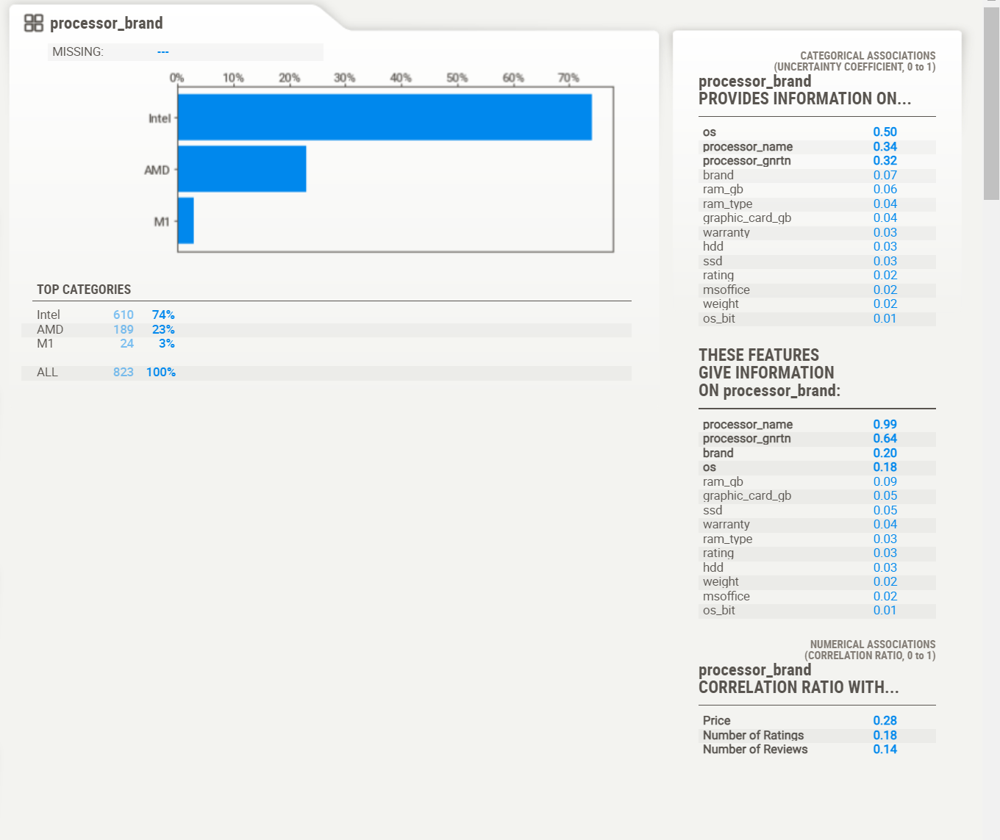 processor_brand
MISSING: ---
0% 10% 20% 30% 40% 50% 60% 70%
Intel
AMD
M1
TOP CATEGORIES
Intel 610 74%
AMD 189 23%
M1 24 3%
ALL 823 100%
CATEGORICAL ASSOCIATIONS
(UNCERTAINTY COEFFICIENT, 0 to 1)
processor_brand
PROVIDES INFORMATION ON...
os 0.50
processor_name 0.34
processor_gnrtn 0.32
brand 0.07
ram_gb 0.06
ram_type 0.04
graphic_card_gb 0.04
warranty 0.03
hdd 0.03
ssd 0.03
rating 0.02
msoffice 0.02
weight 0.02
os_bit 0.01
THESE FEATURES
GIVE INFORMATION
ON processor_brand:
processor_name 0.99
processor_gnrtn 0.64
brand 0.20
os 0.18
ram_gb 0.09
graphic_card_gb 0.05
ssd 0.05
warranty 0.04
ram_type 0.03
rating 0.03
hdd 0.03
weight 0.02
msoffice 0.02
os_bit 0.01
NUMERICAL ASSOCIATIONS
(CORRELATION RATIO, 0 to 1)
processor_brand
CORRELATION RATIO WITH...
Price 0.28
Number of Ratings 0.18
Number of Reviews 0.14